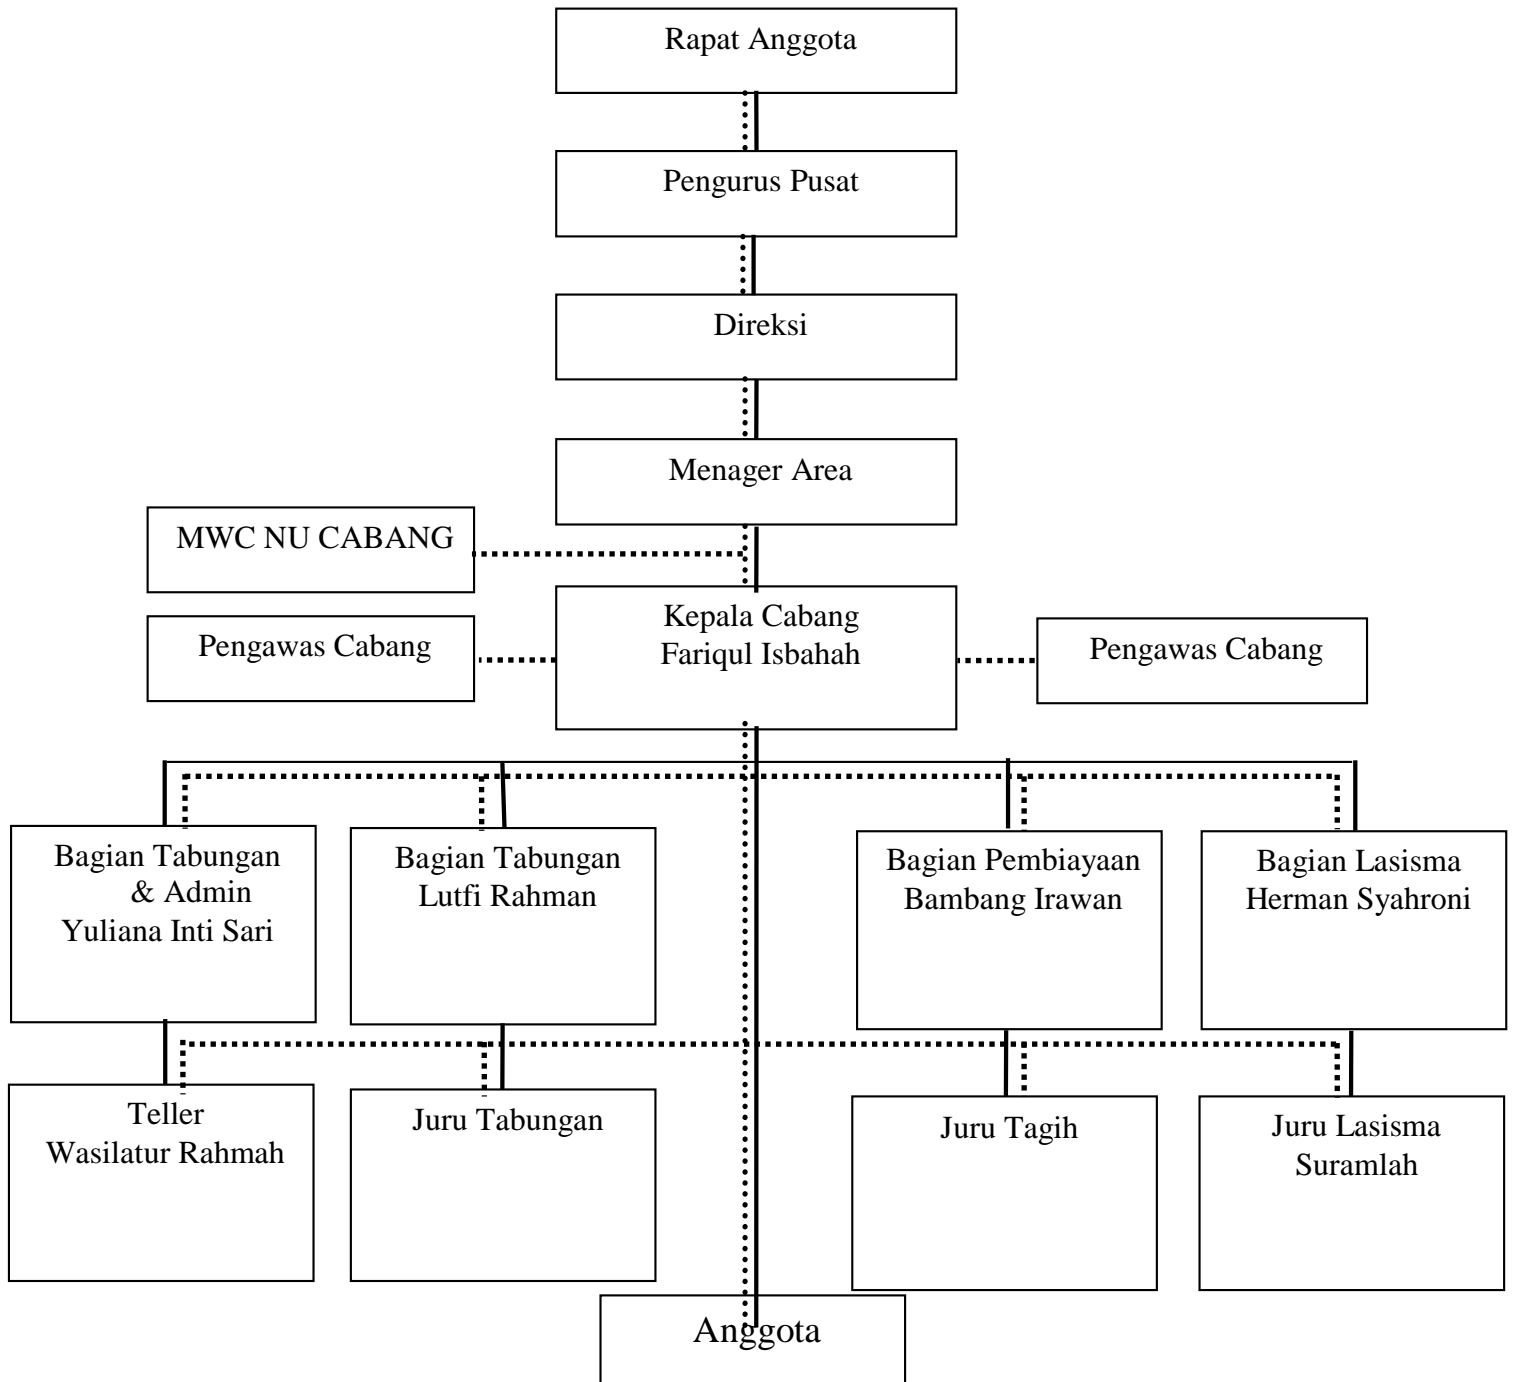 Rapat Anggota
Pengurus Pusat
Direksi
Menager Area
MWC NU CABANG
Kepala Cabang
Fariqul Isbahah
Pengawas Cabang
Pengawas Cabang
Bagian Tabungan
& Admin
Yuliana Inti Sari
Bagian Tabungan
Lutfi Rahman
Bagian Pembiayaan
Bambang Irawan
Bagian Lasisma
Herman Syahroni
Teller
Wasilatur Rahmah
Juru Tabungan
Juru Tagih
Juru Lasisma
Suramlah
Anggota